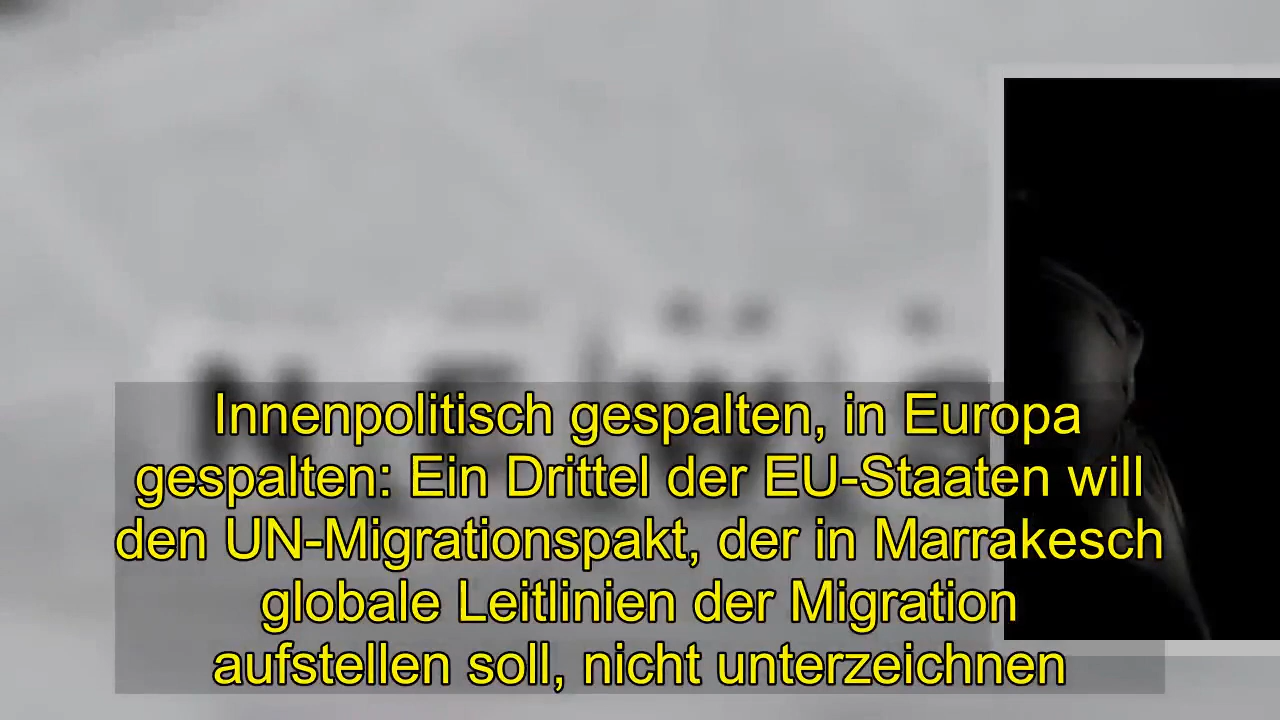 Innenpolitisch gespalten, in Europa
gespalten: Ein Drittel der EU-Staaten will
den UN-Migrationspakt, der in Marrakesch
globale Leitlinien der Migration
aufstellen soll, nicht unterzeichnen